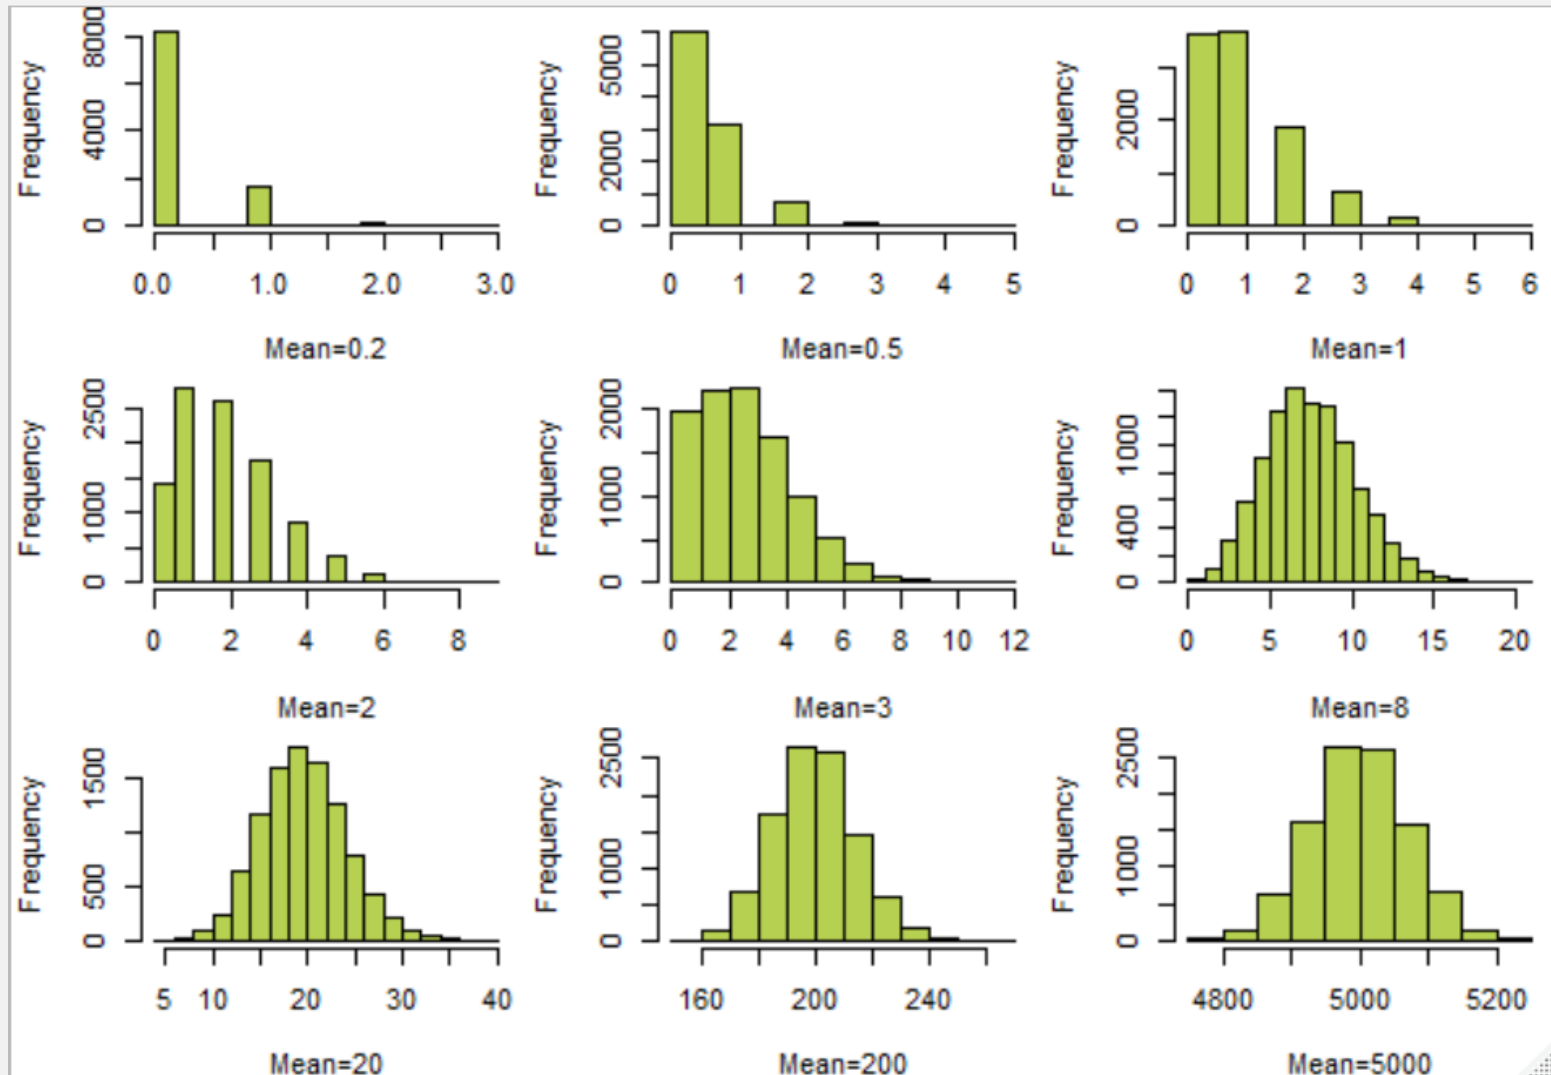 Frequency
0 4000 8000
0.0 1.0 2.0 3.0
Mean=0.2
Frequency
0 2000 5000
0 1 2 3 4 5
Mean=0.5
Frequency
0 2000
0 1 2 3 4 5 6
Mean=1
Frequency
0 1000 2500
0 2 4 6 8
Mean=2
Frequency
0 1000 2000
0 2 4 6 8 10 12
Mean=3
Frequency
0 400 1000
0 5 10 15 20
Mean=8
Frequency
0 500 1500
5 10 20 30 40
Mean=20
Frequency
0 1000 2500
160 200 240
Mean=200
Frequency
0 1000 2500
4800 5000 5200
Mean=5000